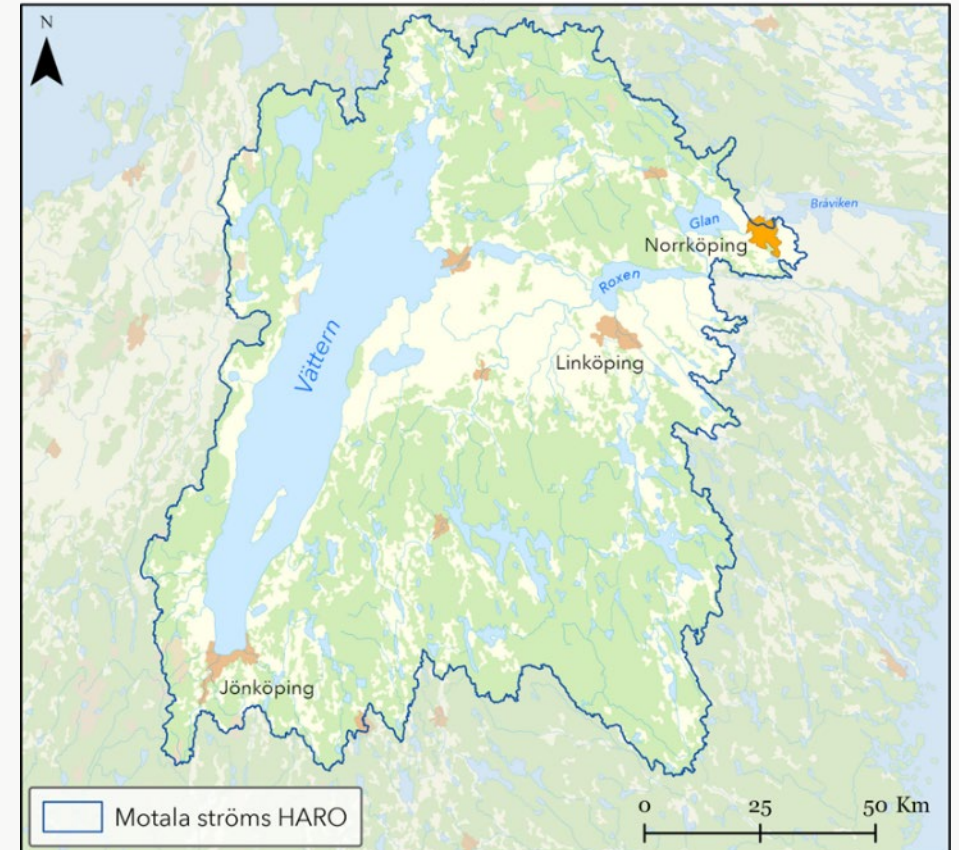 N
Bråviken
Glan
Norrköping
Roxen
Vättern
Linköping
Jönköping
Motala ströms HARO
0 25 50 Km